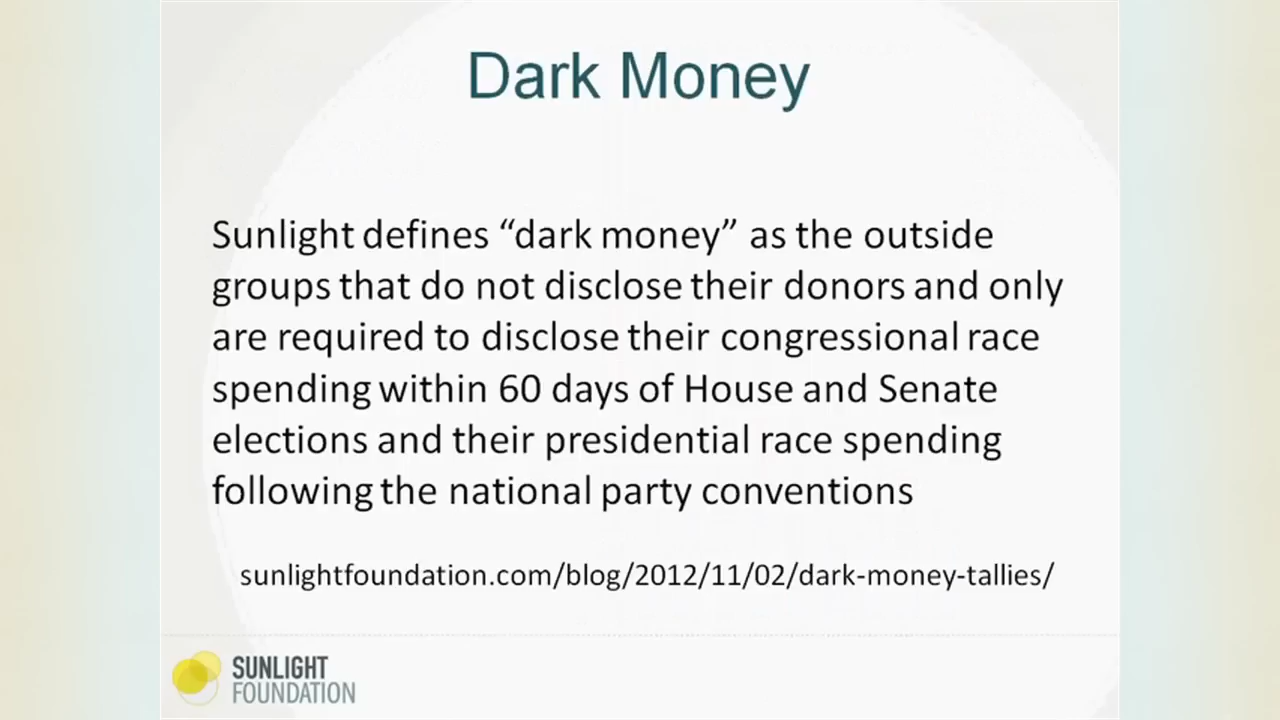 Dark Money
Sunlight defines “dark money” as the outside
groups that do not disclose their donors and only
are required to disclose their congressional race
spending within 60 days of House and Senate
elections and their presidential race spending
following the national party conventions
sunlightfoundation.com/blog/2012/11/02/dark-money-tallies/
SUNLIGHT
FOUNDATION